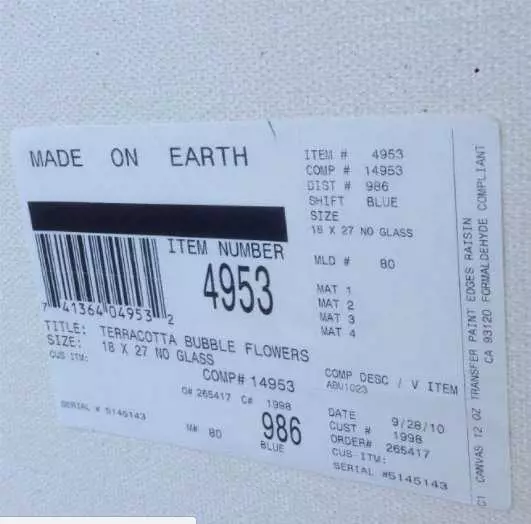 MADE ON EARTH
ITEM NUMBER
4953
7 41364 04953 2
TITLE: TERRACOTTA BUBBLE FLOWERS
SIZE: 18 X 27 NO GLASS
CUS ITM:
COMP# 14953
O# 265417 C# 1998
SERIAL # 5145143
M# 80
986
BLUE
ITEM # 4953
COMP # 14953
DIST # 986
SHIFT BLUE
SIZE
18 X 27 NO GLASS
MLD # 80
MAT 1
MAT 2
MAT 3
MAT 4
COMP DESC / V ITEM
ABU1023
DATE 9/28/10
CUST # 1998
ORDER# 265417
CUS ITM:
SERIAL #5145143
C1 CANVAS 12 OZ TRANSFER PAINT EDGES RAISIN
CA 93120 FORMALDEHYDE COMPLIANT